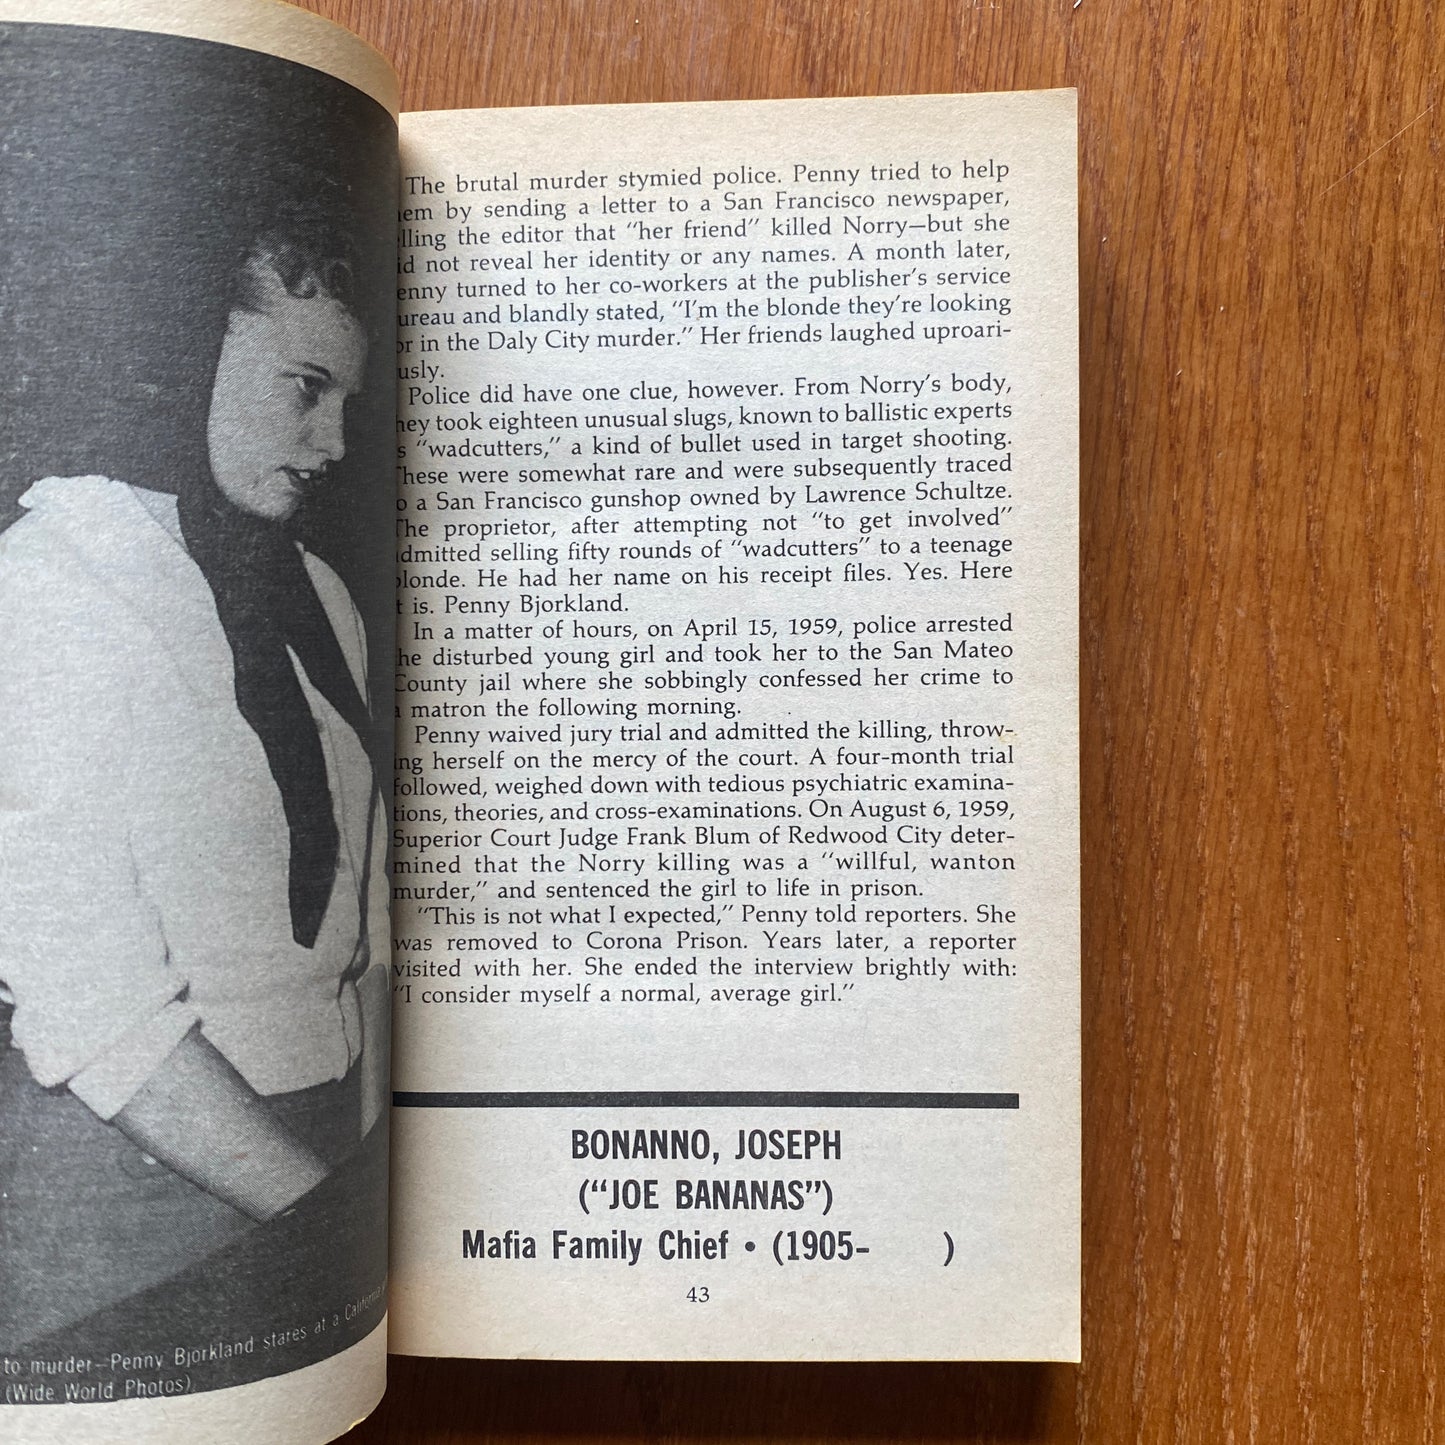 to murder—Penny Bjorkland stares at a California
(Wide World Photos).
The brutal murder stymied police. Penny tried to help
em by sending a letter to a San Francisco newspaper,
lling the editor that "her friend" killed Norry—but she
id not reveal her identity or any names. A month later,
enny turned to her co-workers at the publisher's service
ureau and blandly stated, "I'm the blonde they're looking
or in the Daly City murder." Her friends laughed uproari-
usly.
Police did have one clue, however. From Norry's body,
hey took eighteen unusual slugs, known to ballistic experts
s "wadcutters," a kind of bullet used in target shooting.
These were somewhat rare and were subsequently traced
o a San Francisco gunshop owned by Lawrence Schultze.
The proprietor, after attempting not "to get involved"
admitted selling fifty rounds of "wadcutters" to a teenage
blonde. He had her name on his receipt files. Yes. Here
t is. Penny Bjorkland.
In a matter of hours, on April 15, 1959, police arrested
he disturbed young girl and took her to the San Mateo
County jail where she sobbingly confessed her crime to
a matron the following morning.
Penny waived jury trial and admitted the killing, throw-
ing herself on the mercy of the court. A four-month trial
followed, weighed down with tedious psychiatric examina-
tions, theories, and cross-examinations. On August 6, 1959,
Superior Court Judge Frank Blum of Redwood City deter-
mined that the Norry killing was a "willful, wanton
murder," and sentenced the girl to life in prison.
"This is not what I expected," Penny told reporters. She
was removed to Corona Prison. Years later, a reporter
visited with her. She ended the interview brightly with:
"I consider myself a normal, average girl."
BONANNO, JOSEPH
("JOE BANANAS")
Mafia Family Chief • (1905- )
43